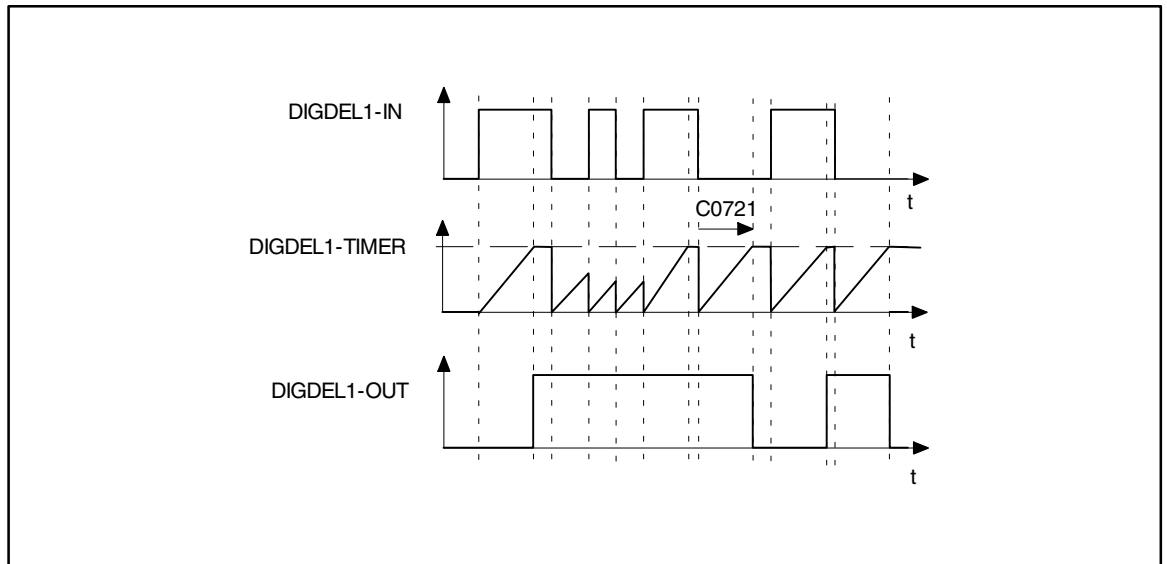 DIGDEL1-IN
t
C0721
DIGDEL1-TIMER
t
DIGDEL1-OUT
t